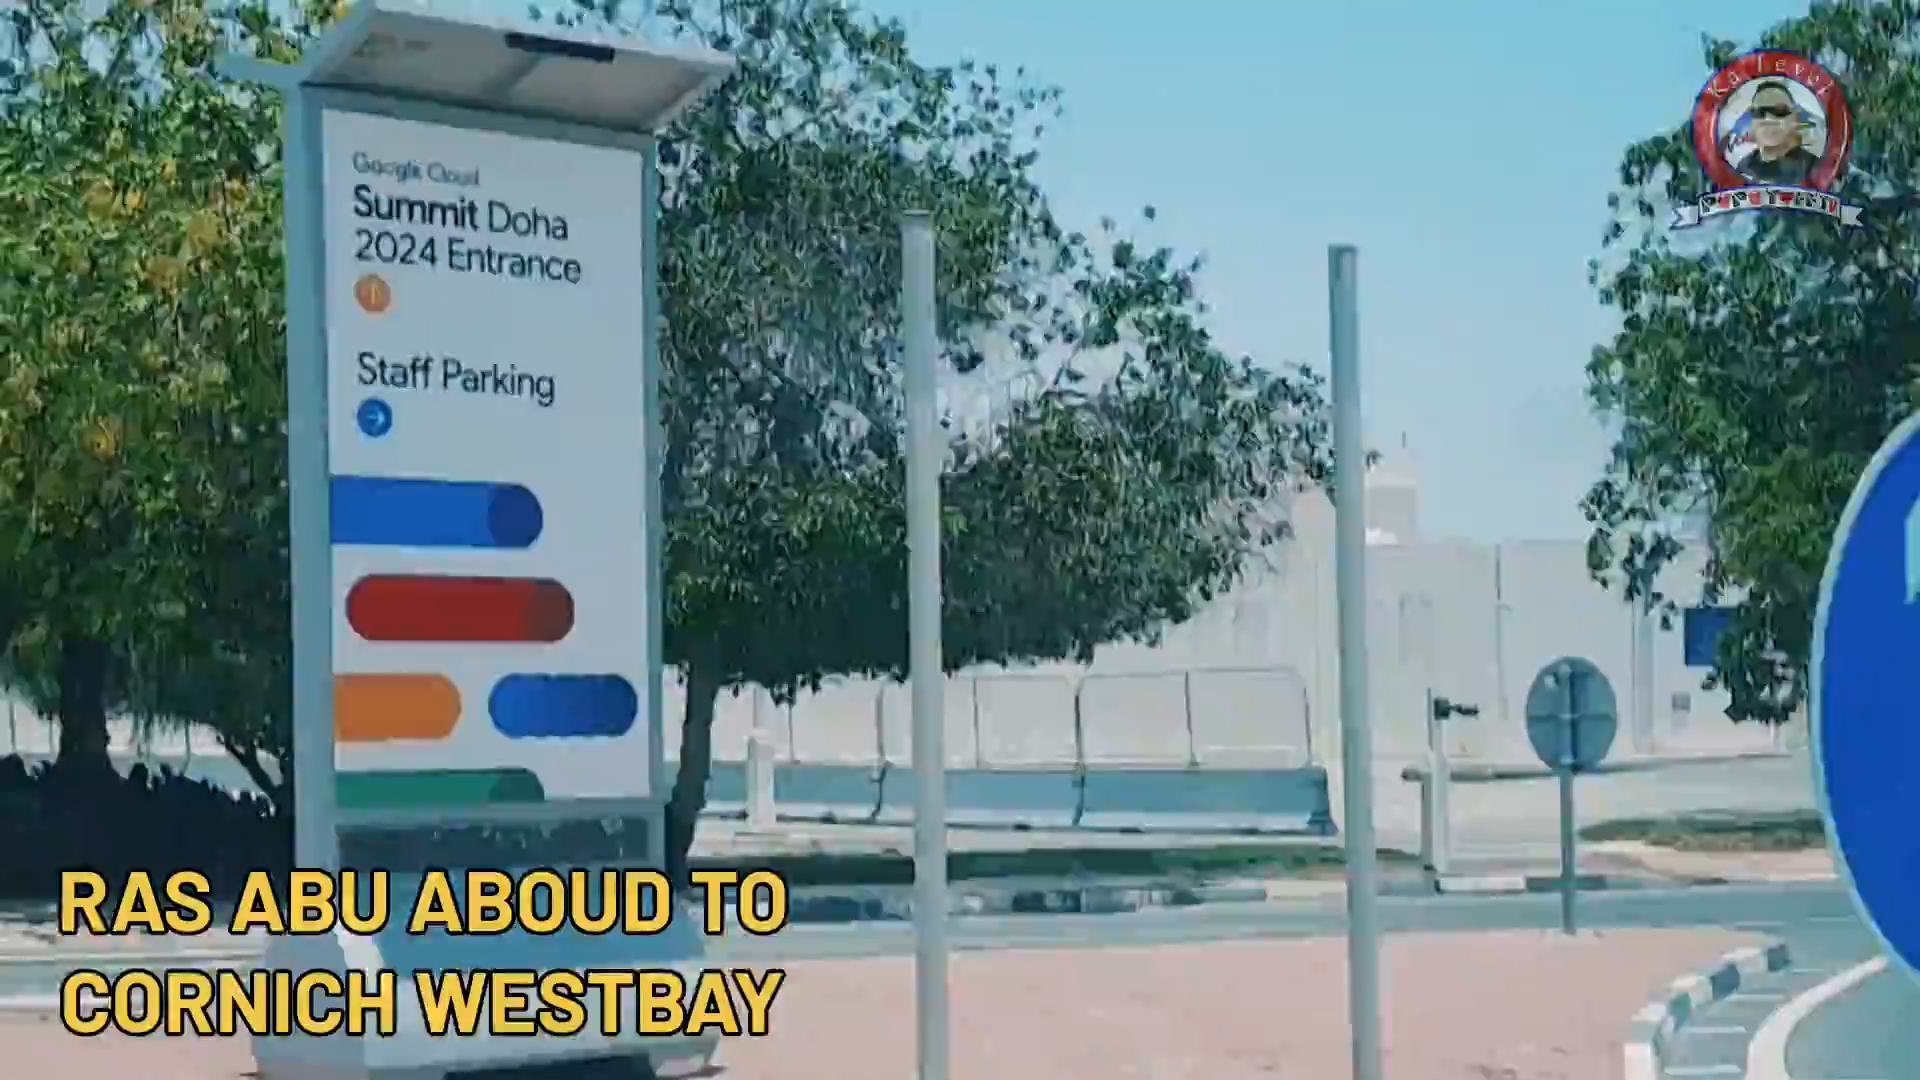 Google Cloud
Summit Doha
2024 Entrance
Staff Parking
RAS ABU ABOUD TO
CORNICH WESTBAY